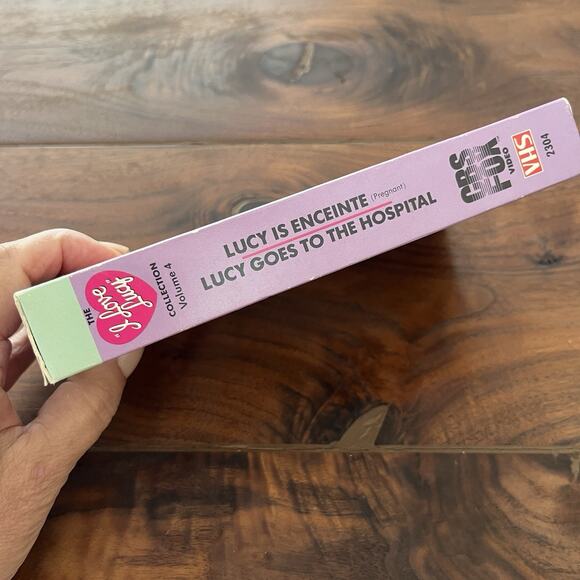 THE
"I Love
Lucy"
COLLECTION
Volume 4
LUCY IS ENCEINTE (Pregnant)
LUCY GOES TO THE HOSPITAL
CBS
FOX
VIDEO
VHS
2304